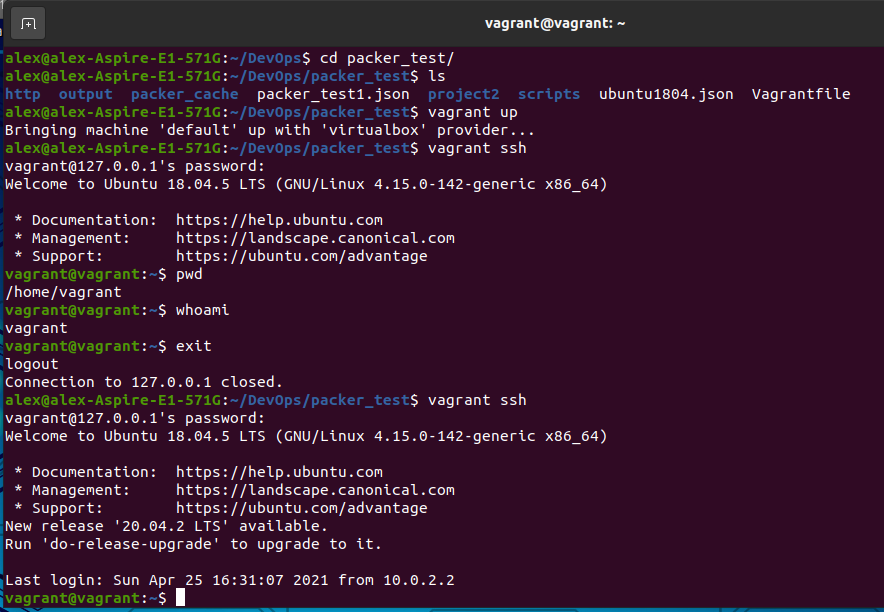 vagrant@vagrant: ~
alex@alex-Aspire-E1-571G:~/DevOps$ cd packer_test/
alex@alex-Aspire-E1-571G:~/DevOps/packer_test$ ls
http  output  packer_cache  packer_test1.json  project2  scripts  ubuntu1804.json  Vagrantfile
alex@alex-Aspire-E1-571G:~/DevOps/packer_test$ vagrant up
Bringing machine 'default' up with 'virtualbox' provider...
alex@alex-Aspire-E1-571G:~/DevOps/packer_test$ vagrant ssh
vagrant@127.0.0.1's password:
Welcome to Ubuntu 18.04.5 LTS (GNU/Linux 4.15.0-142-generic x86_64)

 * Documentation:  https://help.ubuntu.com
 * Management:     https://landscape.canonical.com
 * Support:        https://ubuntu.com/advantage
vagrant@vagrant:~$ pwd
/home/vagrant
vagrant@vagrant:~$ whoami
vagrant
vagrant@vagrant:~$ exit
logout
Connection to 127.0.0.1 closed.
alex@alex-Aspire-E1-571G:~/DevOps/packer_test$ vagrant ssh
vagrant@127.0.0.1's password:
Welcome to Ubuntu 18.04.5 LTS (GNU/Linux 4.15.0-142-generic x86_64)

 * Documentation:  https://help.ubuntu.com
 * Management:     https://landscape.canonical.com
 * Support:        https://ubuntu.com/advantage
New release '20.04.2 LTS' available.
Run 'do-release-upgrade' to upgrade to it.

Last login: Sun Apr 25 16:31:07 2021 from 10.0.2.2
vagrant@vagrant:~$